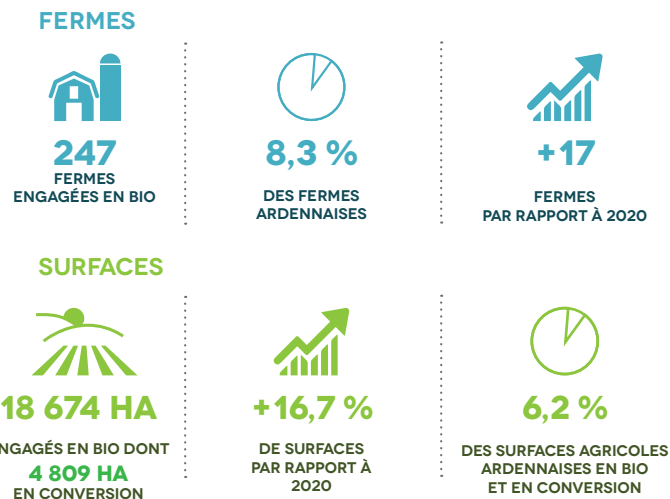 FERMES
247
FERMES
ENGAGÉES EN BIO
8,3 %
DES FERMES
ARDENNAISES
+17
FERMES
PAR RAPPORT À 2020
SURFACES
18 674 HA
NGAGÉS EN BIO DONT
4 809 HA
EN CONVERSION
+16,7 %
DE SURFACES
PAR RAPPORT À
2020
6,2 %
DES SURFACES AGRICOLES
ARDENNAISES EN BIO
ET EN CONVERSION